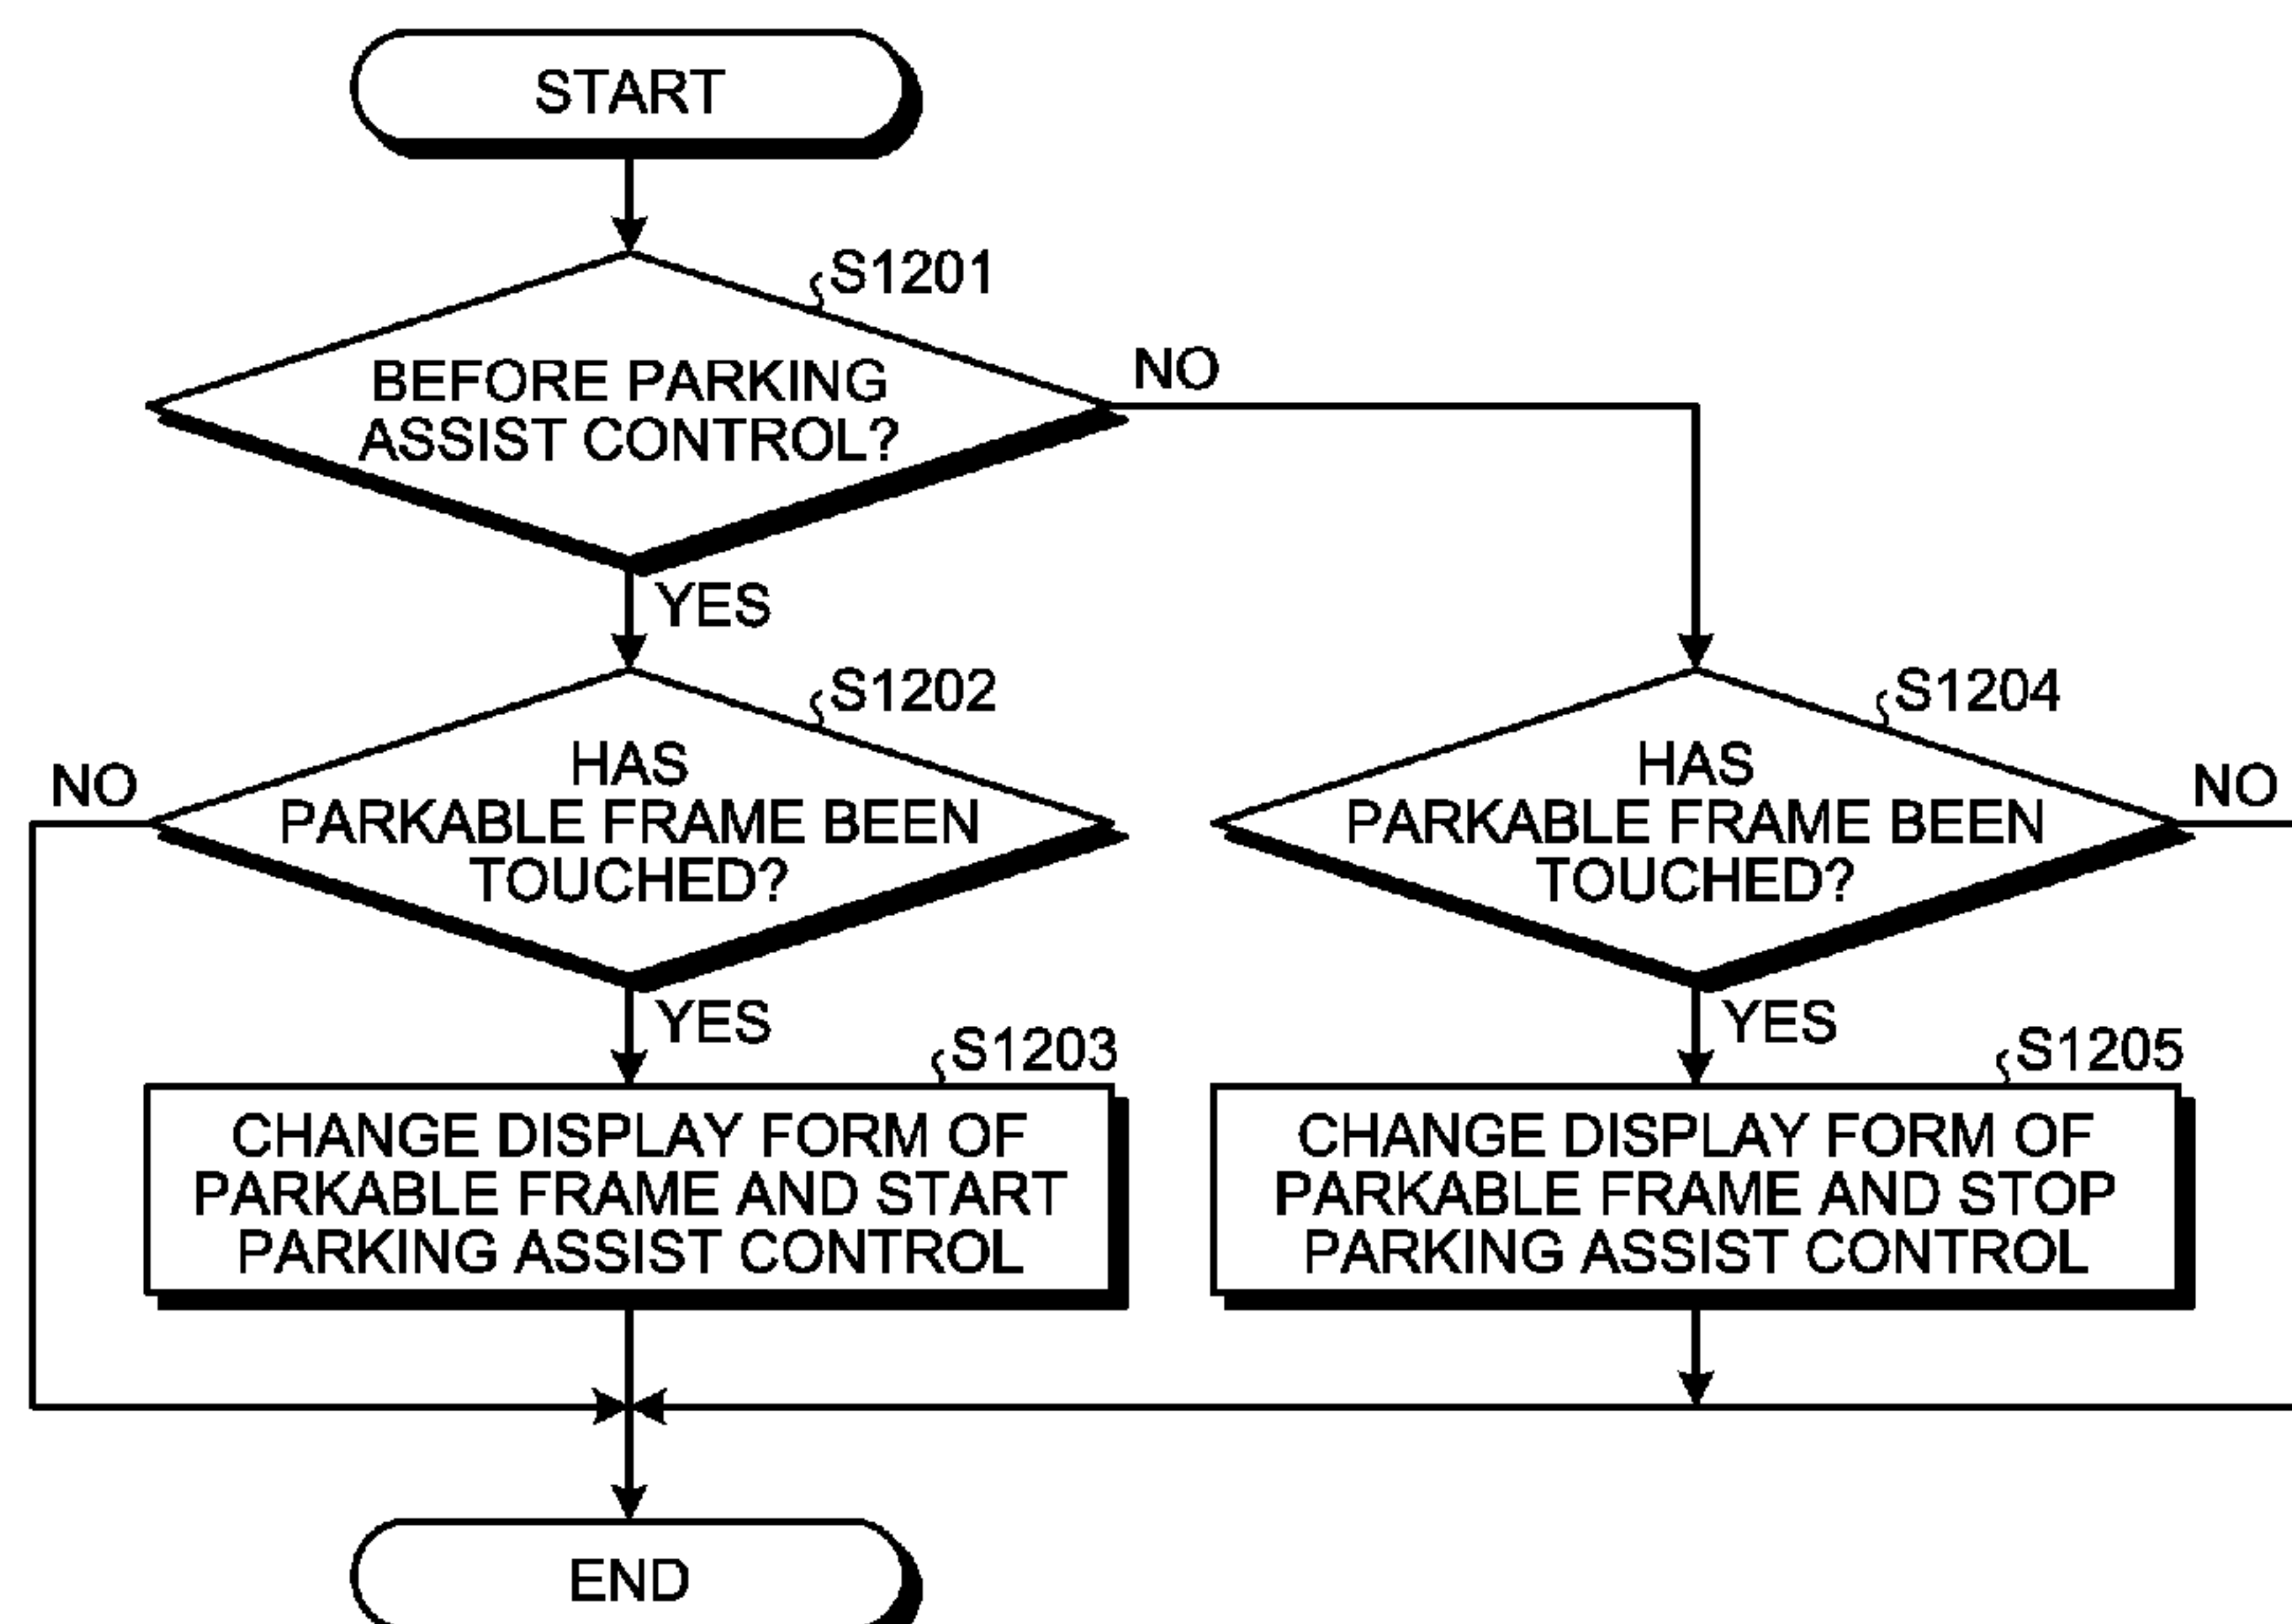 START
S1201
BEFORE PARKING
ASSIST CONTROL?
NO
YES
S1202
HAS
PARKABLE FRAME BEEN
TOUCHED?
NO
YES
S1203
CHANGE DISPLAY FORM OF
PARKABLE FRAME AND START
PARKING ASSIST CONTROL
S1204
HAS
PARKABLE FRAME BEEN
TOUCHED?
NO
YES
S1205
CHANGE DISPLAY FORM OF
PARKABLE FRAME AND STOP
PARKING ASSIST CONTROL
END